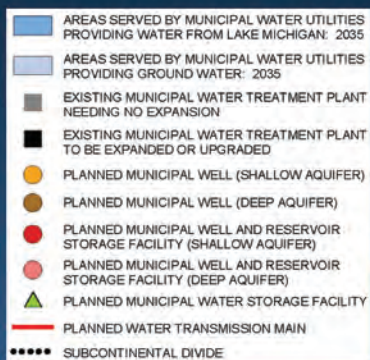 AREAS SERVED BY MUNICIPAL WATER UTILITIES
PROVIDING WATER FROM LAKE MICHIGAN: 2035
AREAS SERVED BY MUNICIPAL WATER UTILITIES
PROVIDING GROUND WATER: 2035
EXISTING MUNICIPAL WATER TREATMENT PLANT
NEEDING NO EXPANSION
EXISTING MUNICIPAL WATER TREATMENT PLANT
TO BE EXPANDED OR UPGRADED
PLANNED MUNICIPAL WELL (SHALLOW AQUIFER)
PLANNED MUNICIPAL WELL (DEEP AQUIFER)
PLANNED MUNICIPAL WELL AND RESERVOIR
STORAGE FACILITY (SHALLOW AQUIFER)
PLANNED MUNICIPAL WELL AND RESERVOIR
STORAGE FACILITY (DEEP AQUIFER)
PLANNED MUNICIPAL WATER STORAGE FACILITY
PLANNED WATER TRANSMISSION MAIN
SUBCONTINENTAL DIVIDE